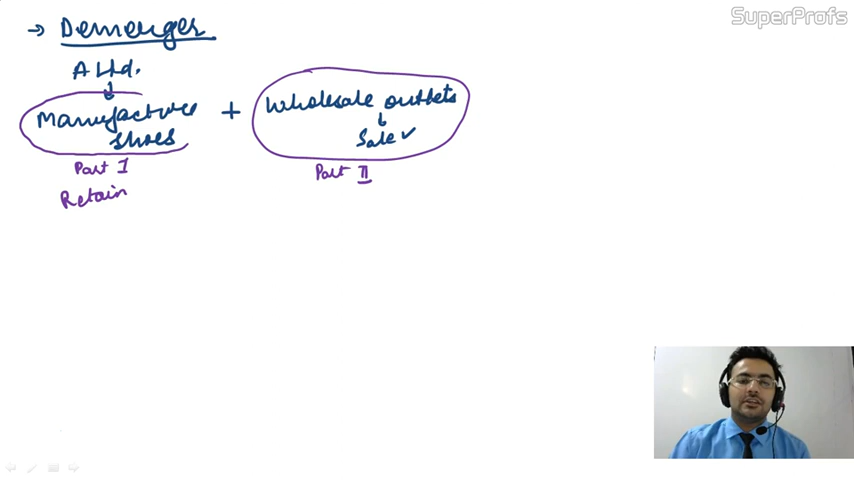 SuperProfs
→ Demerger
A Ltd.
Manufacture + Wholesale outlets
shoes Sale ✓
Part I Part II
Retain